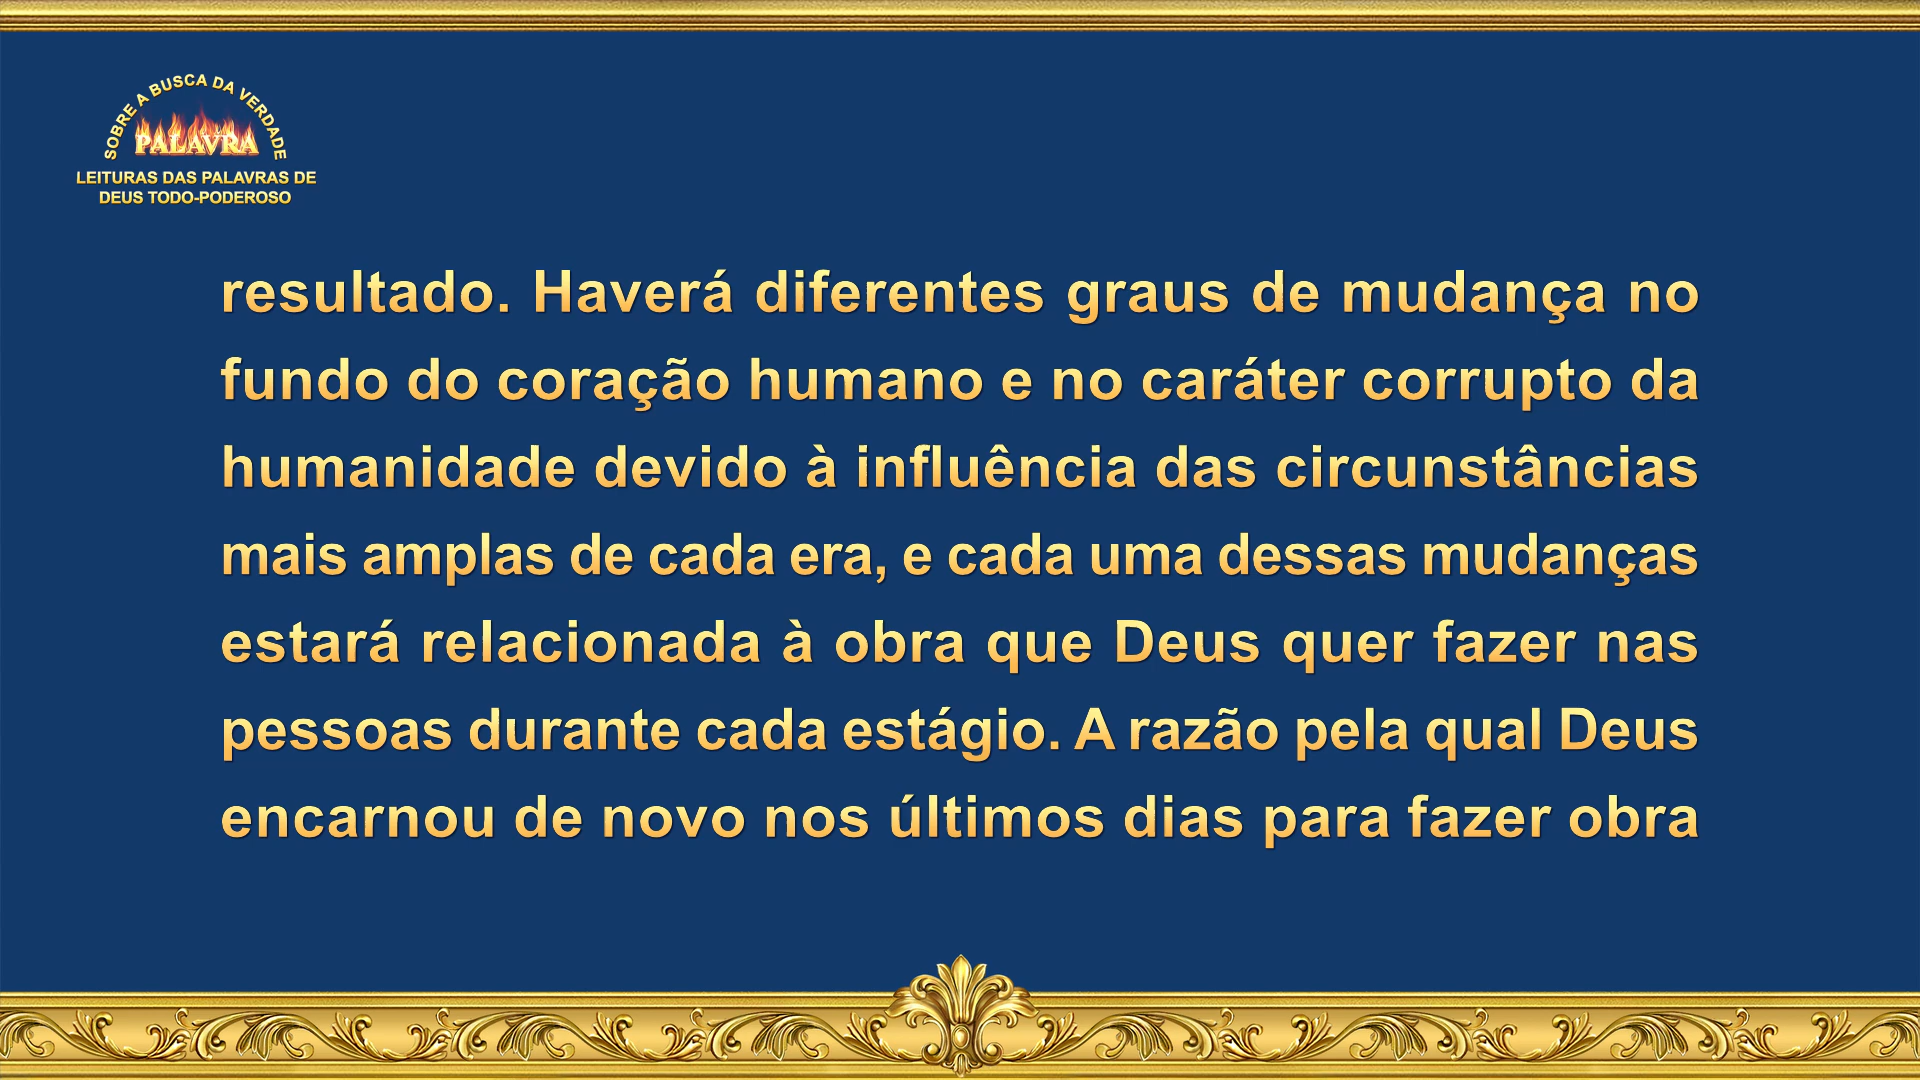 SOBRE A BUSCA DA VERDADE
PALAVRA
LEITURAS DAS PALAVRAS DE
DEUS TODO-PODEROSO
resultado. Haverá diferentes graus de mudança no
fundo do coração humano e no caráter corrupto da
humanidade devido à influência das circunstâncias
mais amplas de cada era, e cada uma dessas mudanças
estará relacionada à obra que Deus quer fazer nas
pessoas durante cada estágio. A razão pela qual Deus
encarnou de novo nos últimos dias para fazer obra